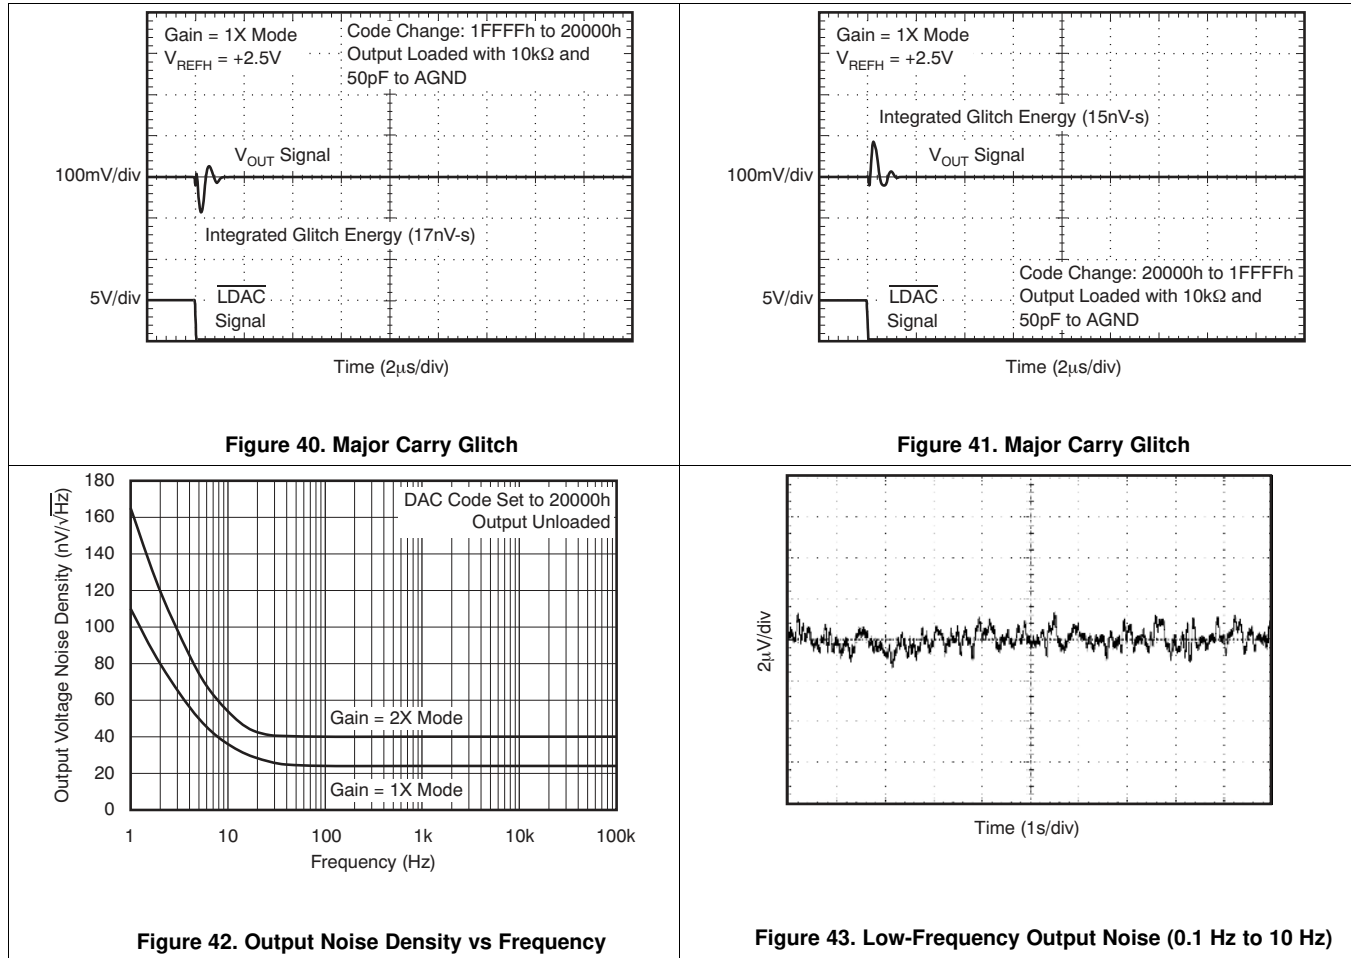 Gain = 1X Mode
V_REFH = +2.5V
Code Change: 1FFFFh to 20000h
Output Loaded with 10kΩ and
50pF to AGND
V_OUT Signal
100mV/div
Integrated Glitch Energy (17nV-s)
5V/div
L̅D̅A̅C̅
Signal
Time (2μs/div)
Figure 40. Major Carry Glitch
Gain = 1X Mode
V_REFH = +2.5V
Integrated Glitch Energy (15nV-s)
V_OUT Signal
100mV/div
Code Change: 20000h to 1FFFFh
Output Loaded with 10kΩ and
50pF to AGND
5V/div
L̅D̅A̅C̅
Signal
Time (2μs/div)
Figure 41. Major Carry Glitch
Output Voltage Noise Density (nV/√Hz)
180
160
140
120
100
80
60
40
20
0
DAC Code Set to 20000h
Output Unloaded
Gain = 2X Mode
Gain = 1X Mode
1 10 100 1k 10k 100k
Frequency (Hz)
Figure 42. Output Noise Density vs Frequency
2μV/div
Time (1s/div)
Figure 43. Low-Frequency Output Noise (0.1 Hz to 10 Hz)